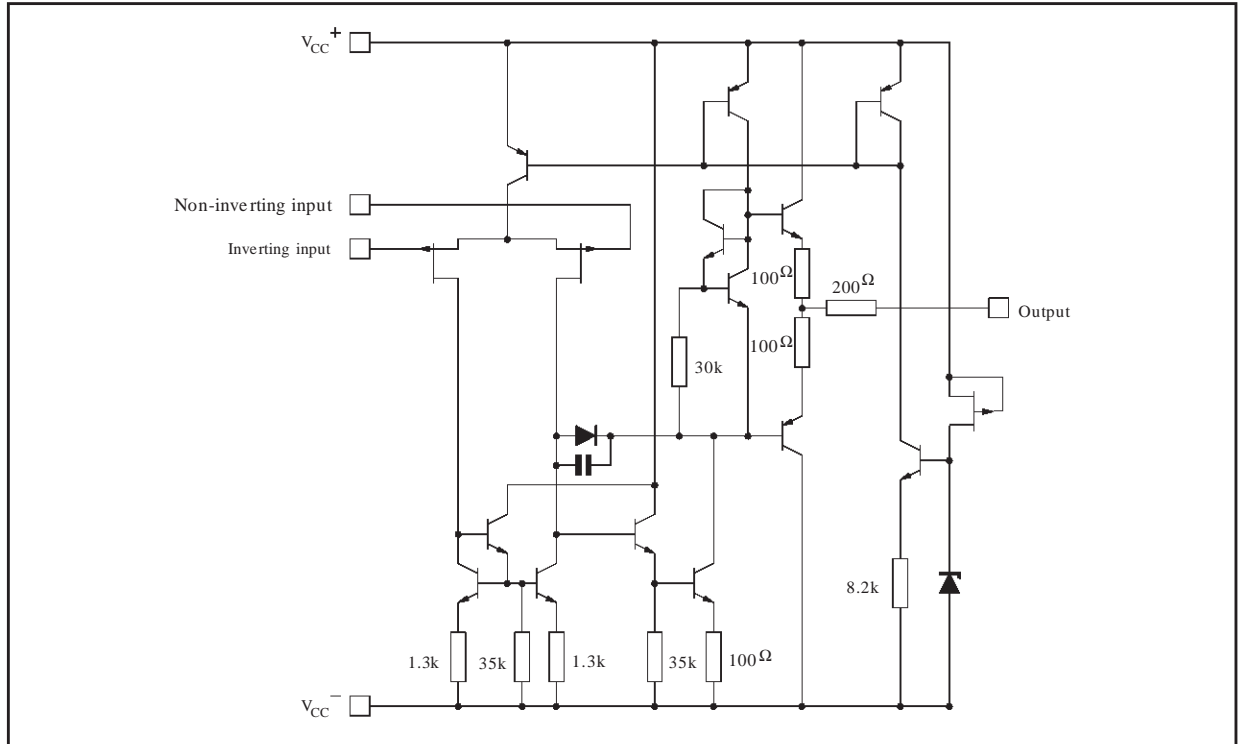 VCC+
Non-inverting input
Inverting input
100Ω
200Ω
Output
100Ω
30k
8.2k
1.3k
35k
1.3k
35k
100Ω
VCC−